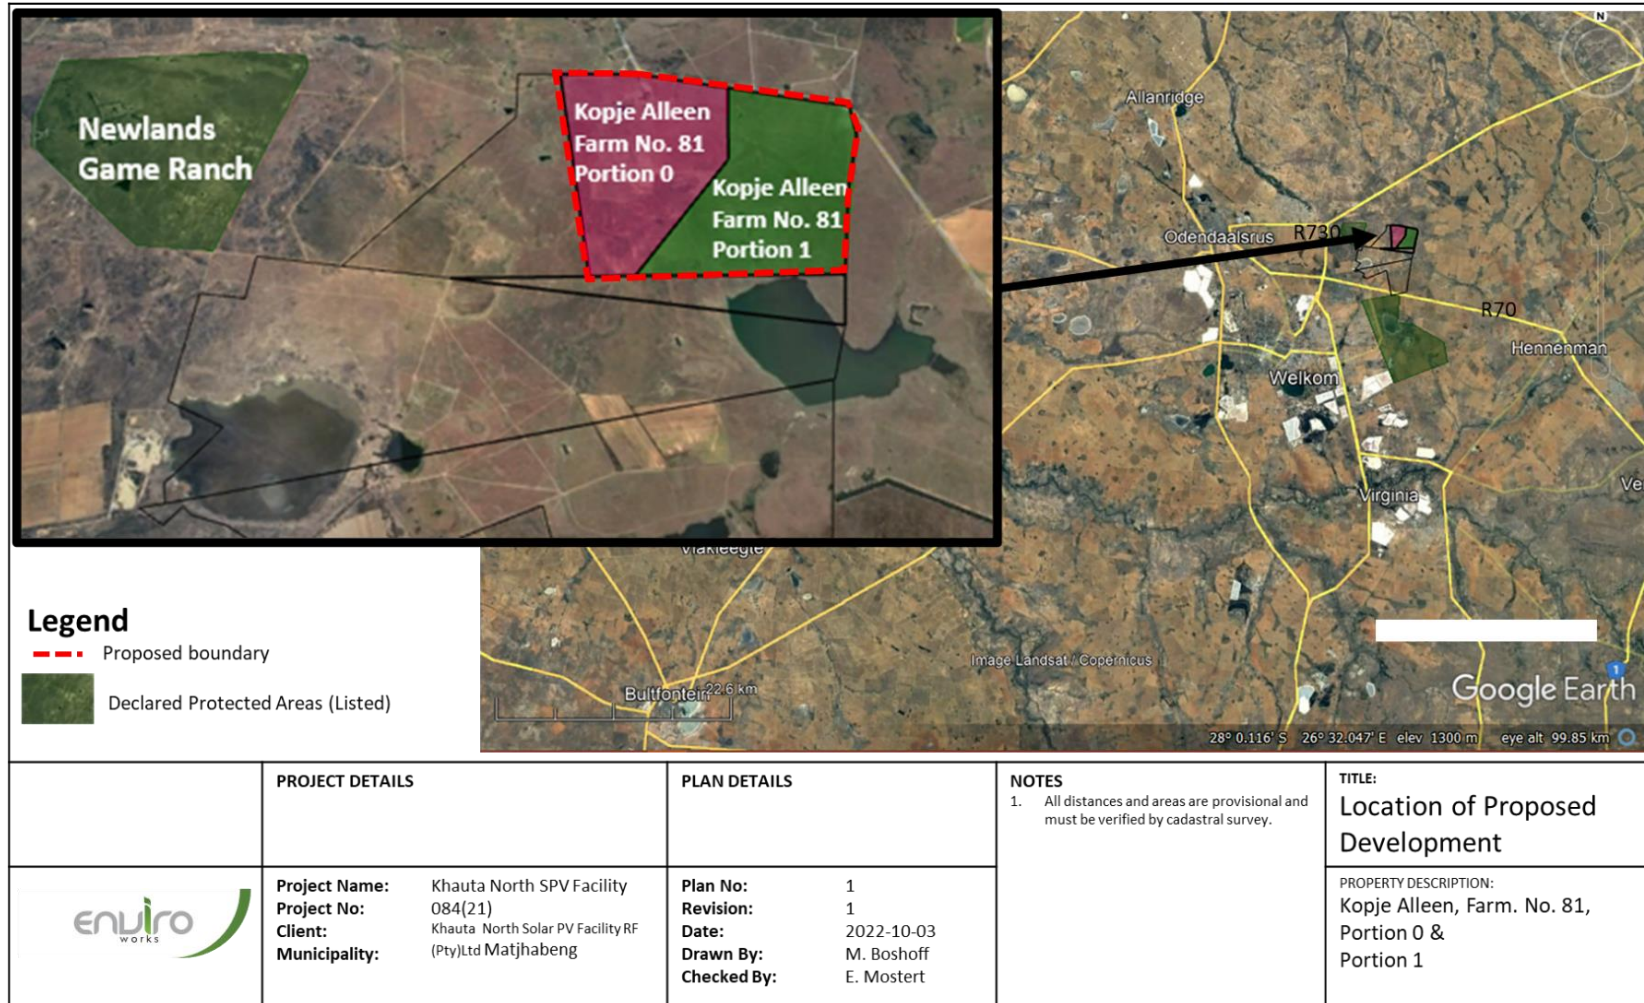 Newlands
Game Ranch
Kopje Alleen
Farm No. 81
Portion 0
Kopje Alleen
Farm No. 81
Portion 1
N
Allanridge
Odendaalsrus
R730
R70
Hennenman
Welkom
Virginia
Bultfontein
22.6 km
Image Landsat / Copernicus
1
Google Earth
28° 0.116' S 26° 32.047' E elev 1300 m eye alt 99.85 km
Legend
Proposed boundary
Declared Protected Areas (Listed)
PROJECT DETAILS
PLAN DETAILS
NOTES
1. All distances and areas are provisional and
must be verified by cadastral survey.
TITLE:
Location of Proposed
Development
enviro
works
Project Name: Khauta North SPV Facility
Project No: 084(21)
Client: Khauta North Solar PV Facility RF
Municipality: (Pty)Ltd Matjhabeng
Plan No: 1
Revision: 1
Date: 2022-10-03
Drawn By: M. Boshoff
Checked By: E. Mostert
PROPERTY DESCRIPTION:
Kopje Alleen, Farm. No. 81,
Portion 0 &
Portion 1